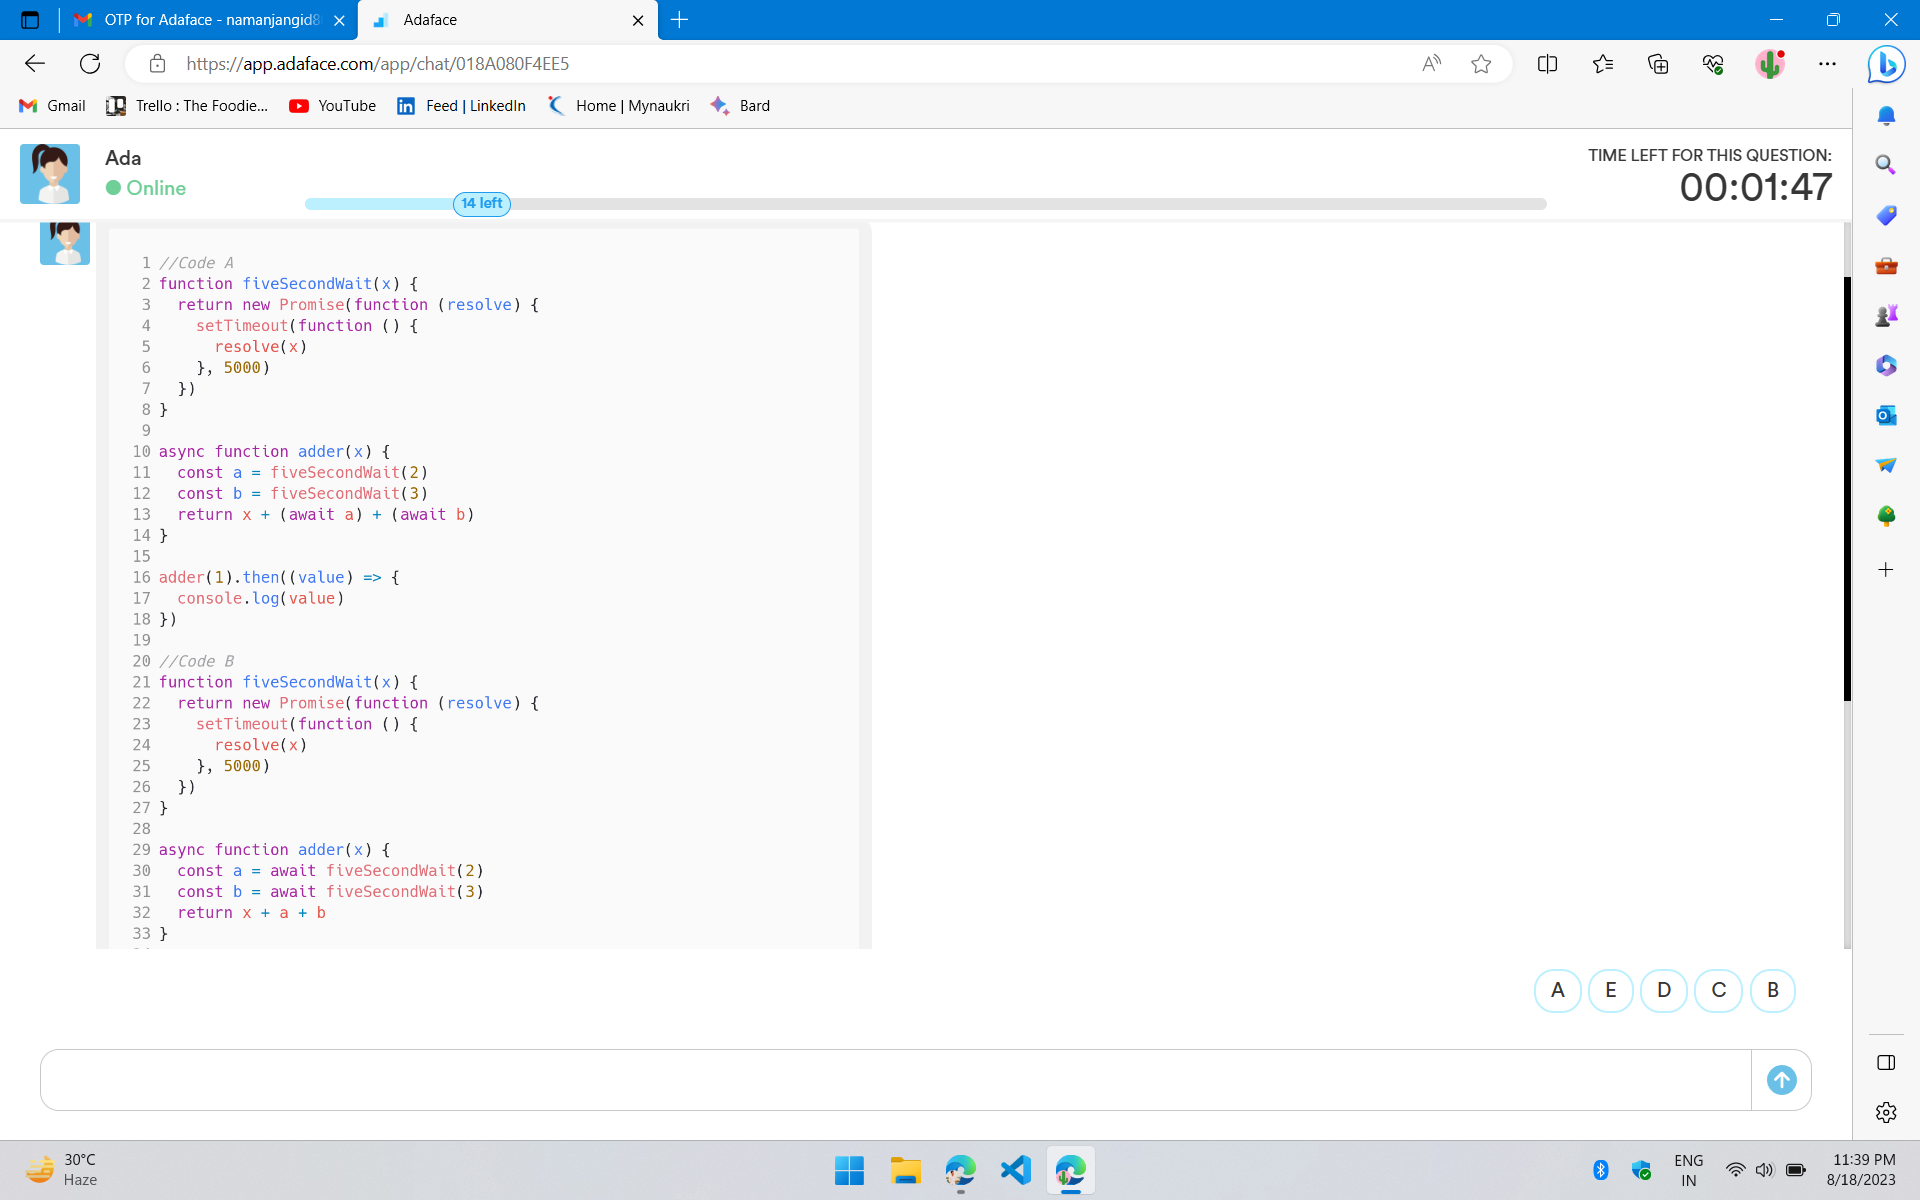 OTP for Adaface - namanjangid8
Adaface
https://app.adaface.com/app/chat/018A080F4EE5
Gmail
Trello : The Foodie...
YouTube
Feed | LinkedIn
Home | Mynaukri
Bard
Ada
Online
14 left
TIME LEFT FOR THIS QUESTION:
00:01:47
1 //Code A
2 function fiveSecondWait(x) {
3   return new Promise(function (resolve) {
4     setTimeout(function () {
5       resolve(x)
6     }, 5000)
7   })
8 }
9
10 async function adder(x) {
11   const a = fiveSecondWait(2)
12   const b = fiveSecondWait(3)
13   return x + (await a) + (await b)
14 }
15
16 adder(1).then((value) => {
17   console.log(value)
18 })
19
20 //Code B
21 function fiveSecondWait(x) {
22   return new Promise(function (resolve) {
23     setTimeout(function () {
24       resolve(x)
25     }, 5000)
26   })
27 }
28
29 async function adder(x) {
30   const a = await fiveSecondWait(2)
31   const b = await fiveSecondWait(3)
32   return x + a + b
33 }
A E D C B
30°C
Haze
ENG
IN
11:39 PM
8/18/2023